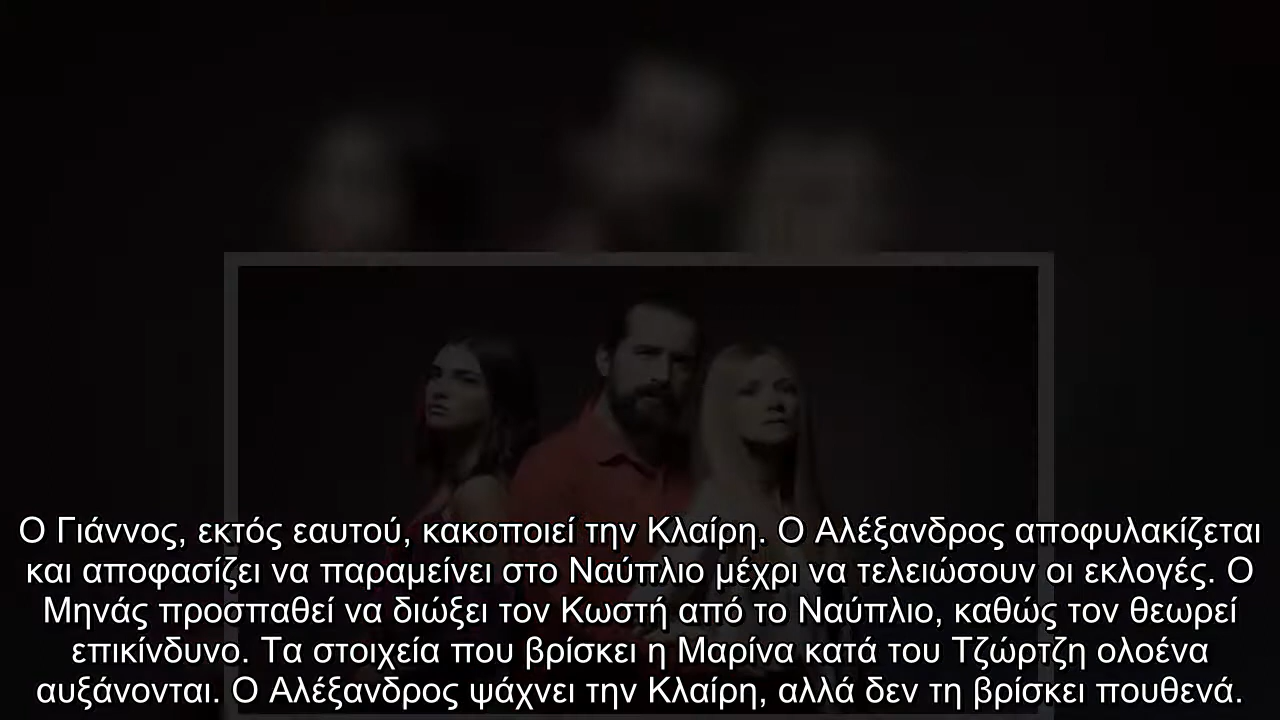 Ο Γιάννος, εκτός εαυτού, κακοποιεί την Κλαίρη. Ο Αλέξανδρος αποφυλακίζεται
και αποφασίζει να παραμείνει στο Ναύπλιο μέχρι να τελειώσουν οι εκλογές. Ο
Μηνάς προσπαθεί να διώξει τον Κωστή από το Ναύπλιο, καθώς τον θεωρεί
επικίνδυνο. Τα στοιχεία που βρίσκει η Μαρίνα κατά του Τζώρτζη ολοένα
αυξάνονται. Ο Αλέξανδρος ψάχνει την Κλαίρη, αλλά δεν τη βρίσκει πουθενά.